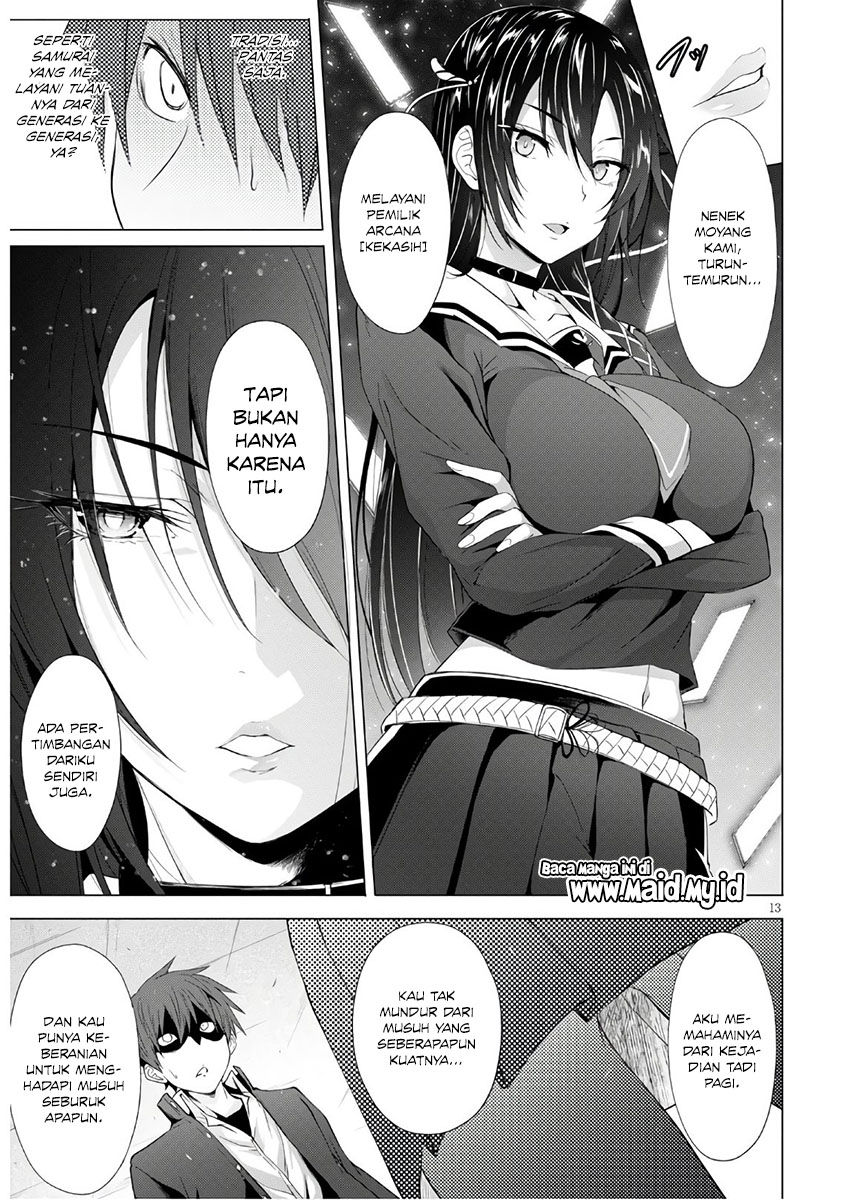 NENEK
MOYANG
KAMI,
TURUN-
TEMURUN...
MELAYANI
PEMILIK
ARCANA
[KEKASIH]
TRADISI...
PANTAS
SAJA.
SEPERTI
SAMURAI
YANG ME-
LAYANI TUAN-
NYA DARI
GENERASI KE
GENERASI
YA?
TAPI
BUKAN
HANYA
KARENA
ITU.
ADA PER-
TIMBANGAN
DARIKU
SENDIRI
JUGA.
BACA MANGA INI DI
WWW.MAID.MY.ID
13
AKU ME-
MAHAMINYA
DARI KEJA-
DIAN TADI
PAGI.
KAU TAK
MUNDUR DARI
MUSUH YANG
SEBERAPAPUN
KUATNYA...
DAN KAU
PUNYA KE-
BERANIAN
UNTUK MENG-
HADAPI MUSUH
SEBURUK
APAPUN.